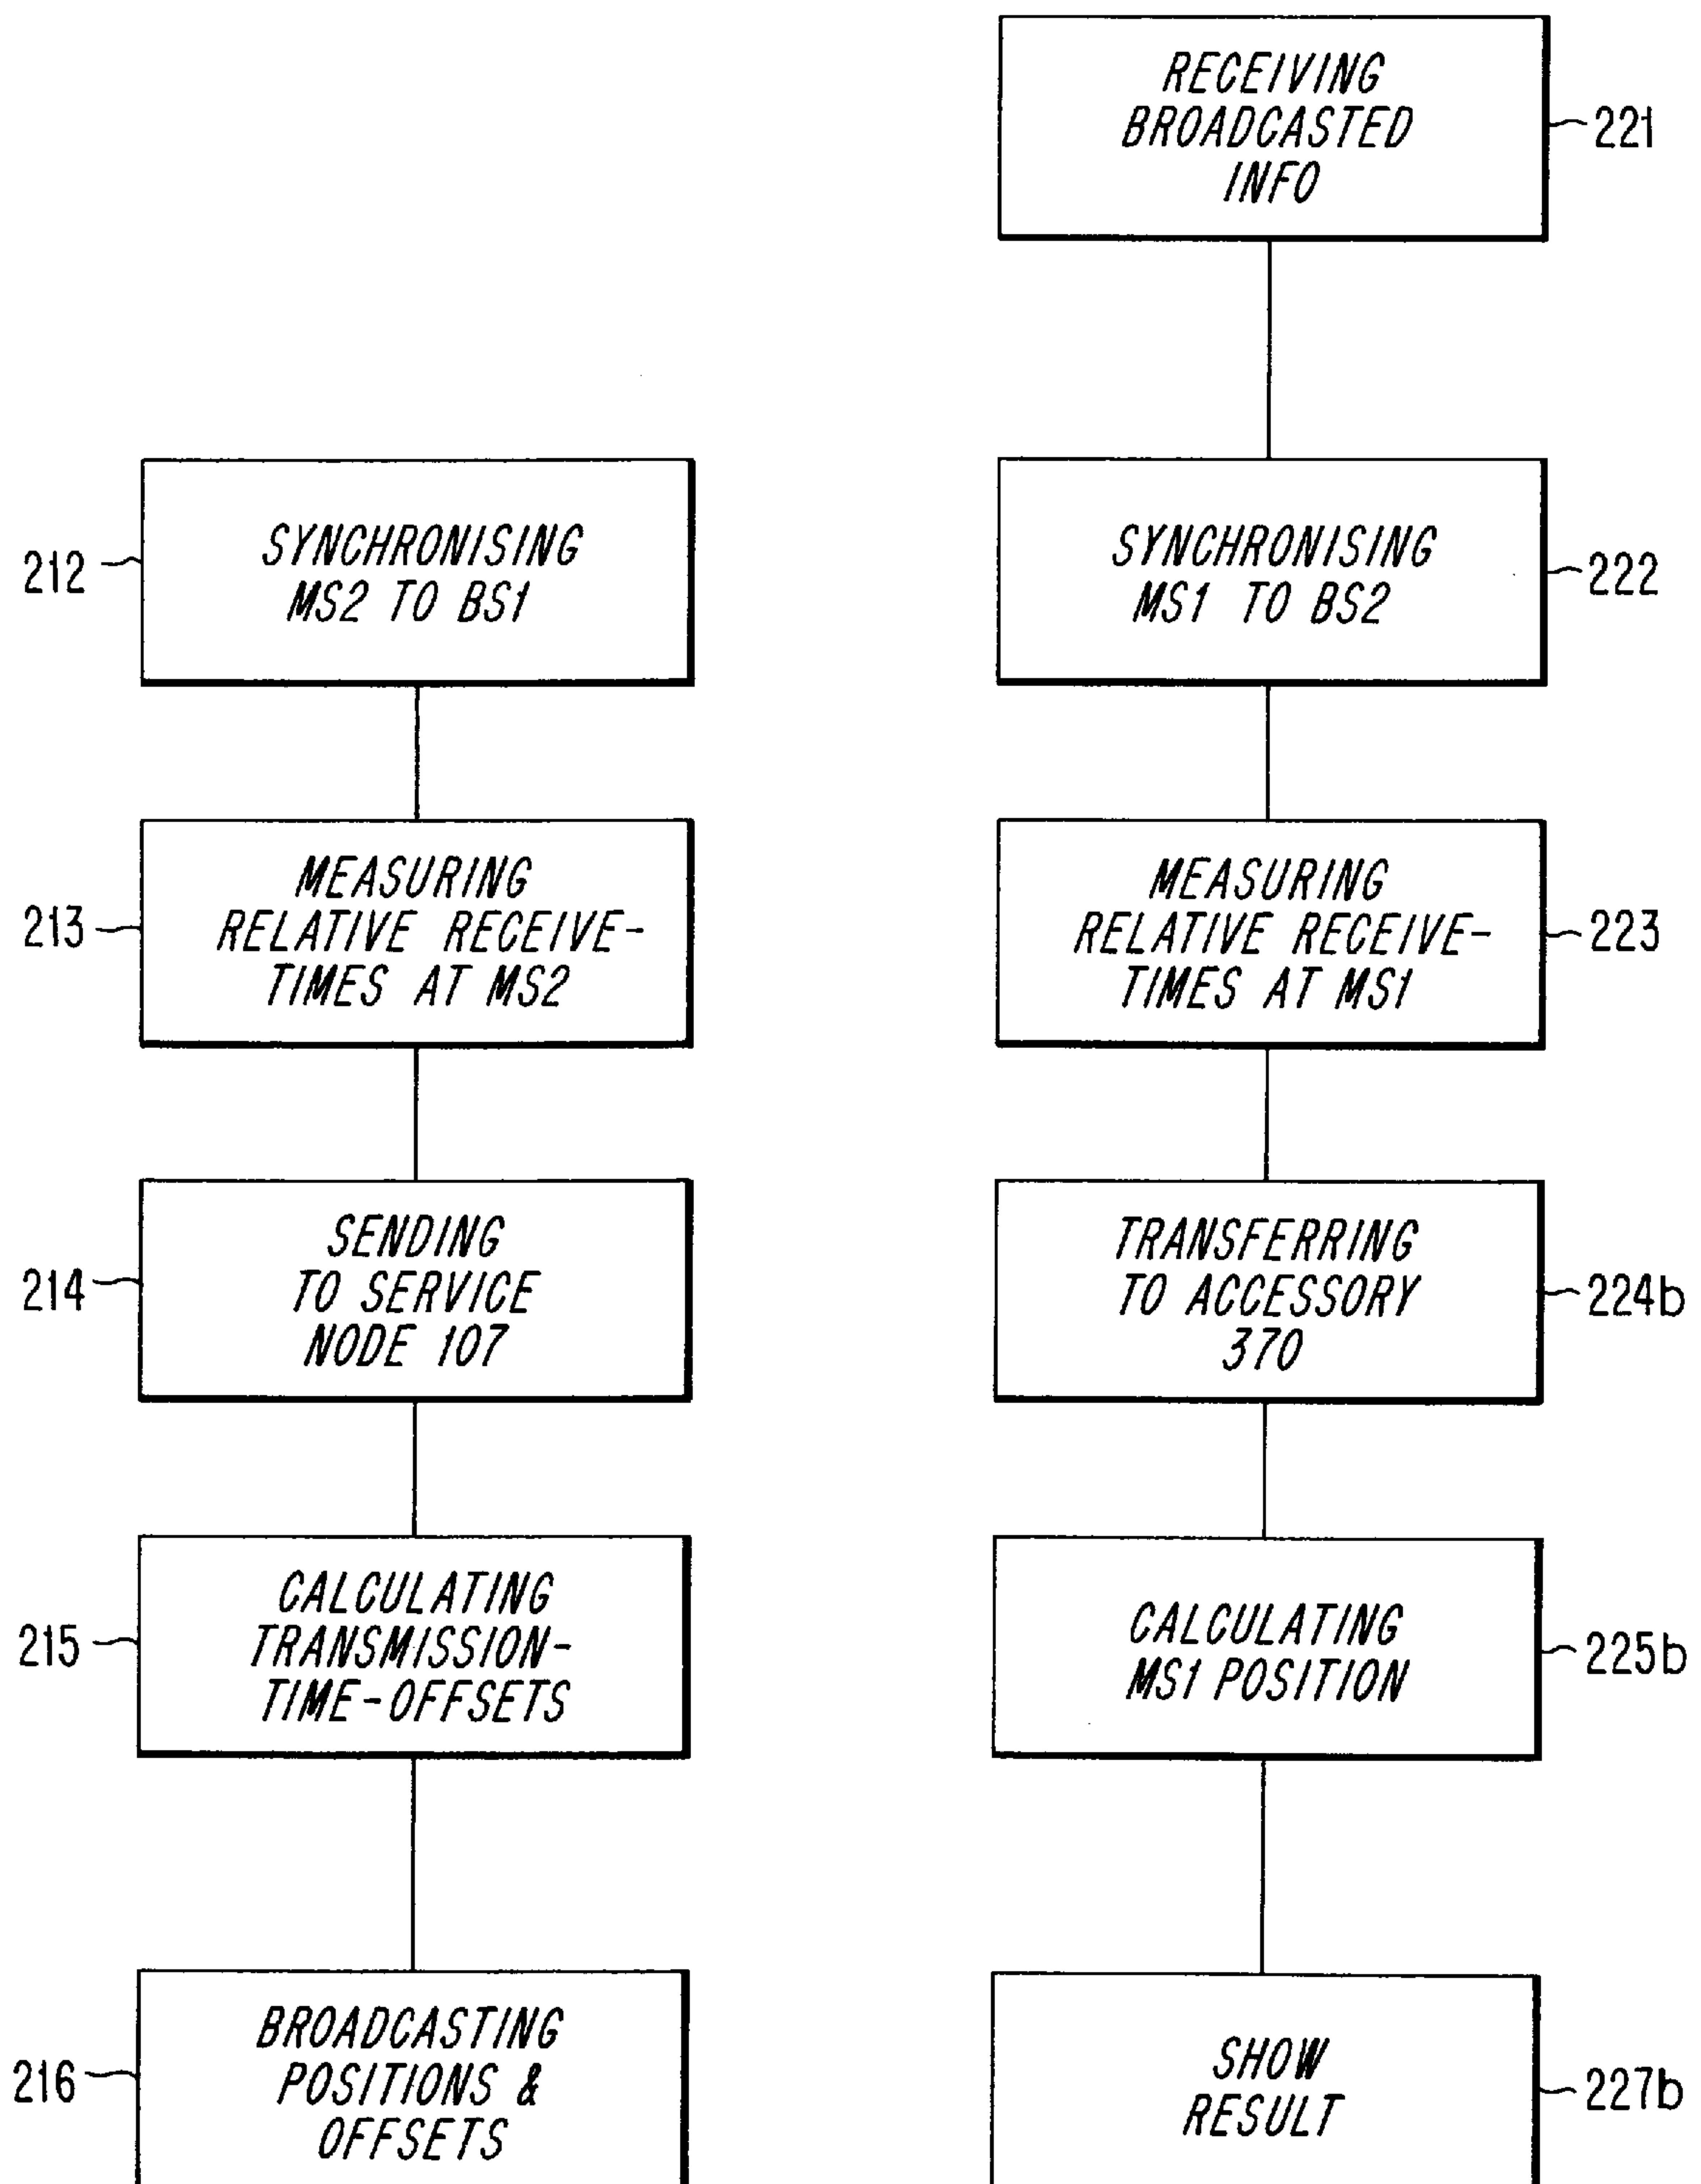 212
SYNCHRONISING
MS2 TO BS1
213
MEASURING
RELATIVE RECEIVE-
TIMES AT MS2
214
SENDING
TO SERVICE
NODE 107
215
CALCULATING
TRANSMISSION-
TIME-OFFSETS
216
BROADCASTING
POSITIONS &
OFFSETS
RECEIVING
BROADCASTED
INFO
221
SYNCHRONISING
MS1 TO BS2
222
MEASURING
RELATIVE RECEIVE-
TIMES AT MS1
223
TRANSFERRING
TO ACCESSORY
370
224b
CALCULATING
MS1 POSITION
225b
SHOW
RESULT
227b